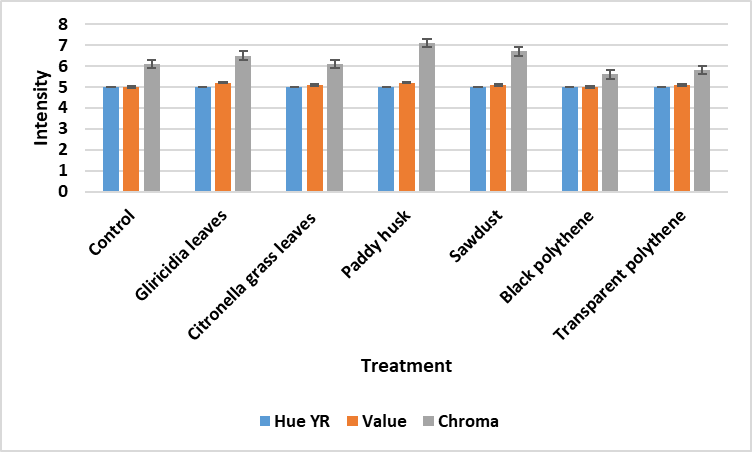 8
7
6
5
4
3
2
1
0
Intensity
Control
Gliricidia leaves
Citronella grass leaves
Paddy husk
Sawdust
Black polythene
Transparent polythene
Treatment
Hue YR Value Chroma